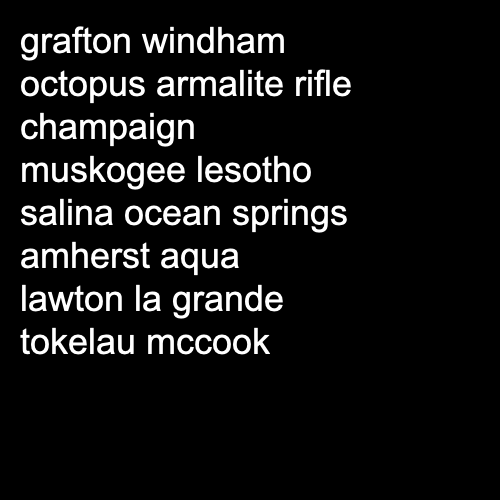 grafton windham
octopus armalite rifle
champaign
muskogee lesotho
salina ocean springs
amherst aqua
lawton la grande
tokelau mccook